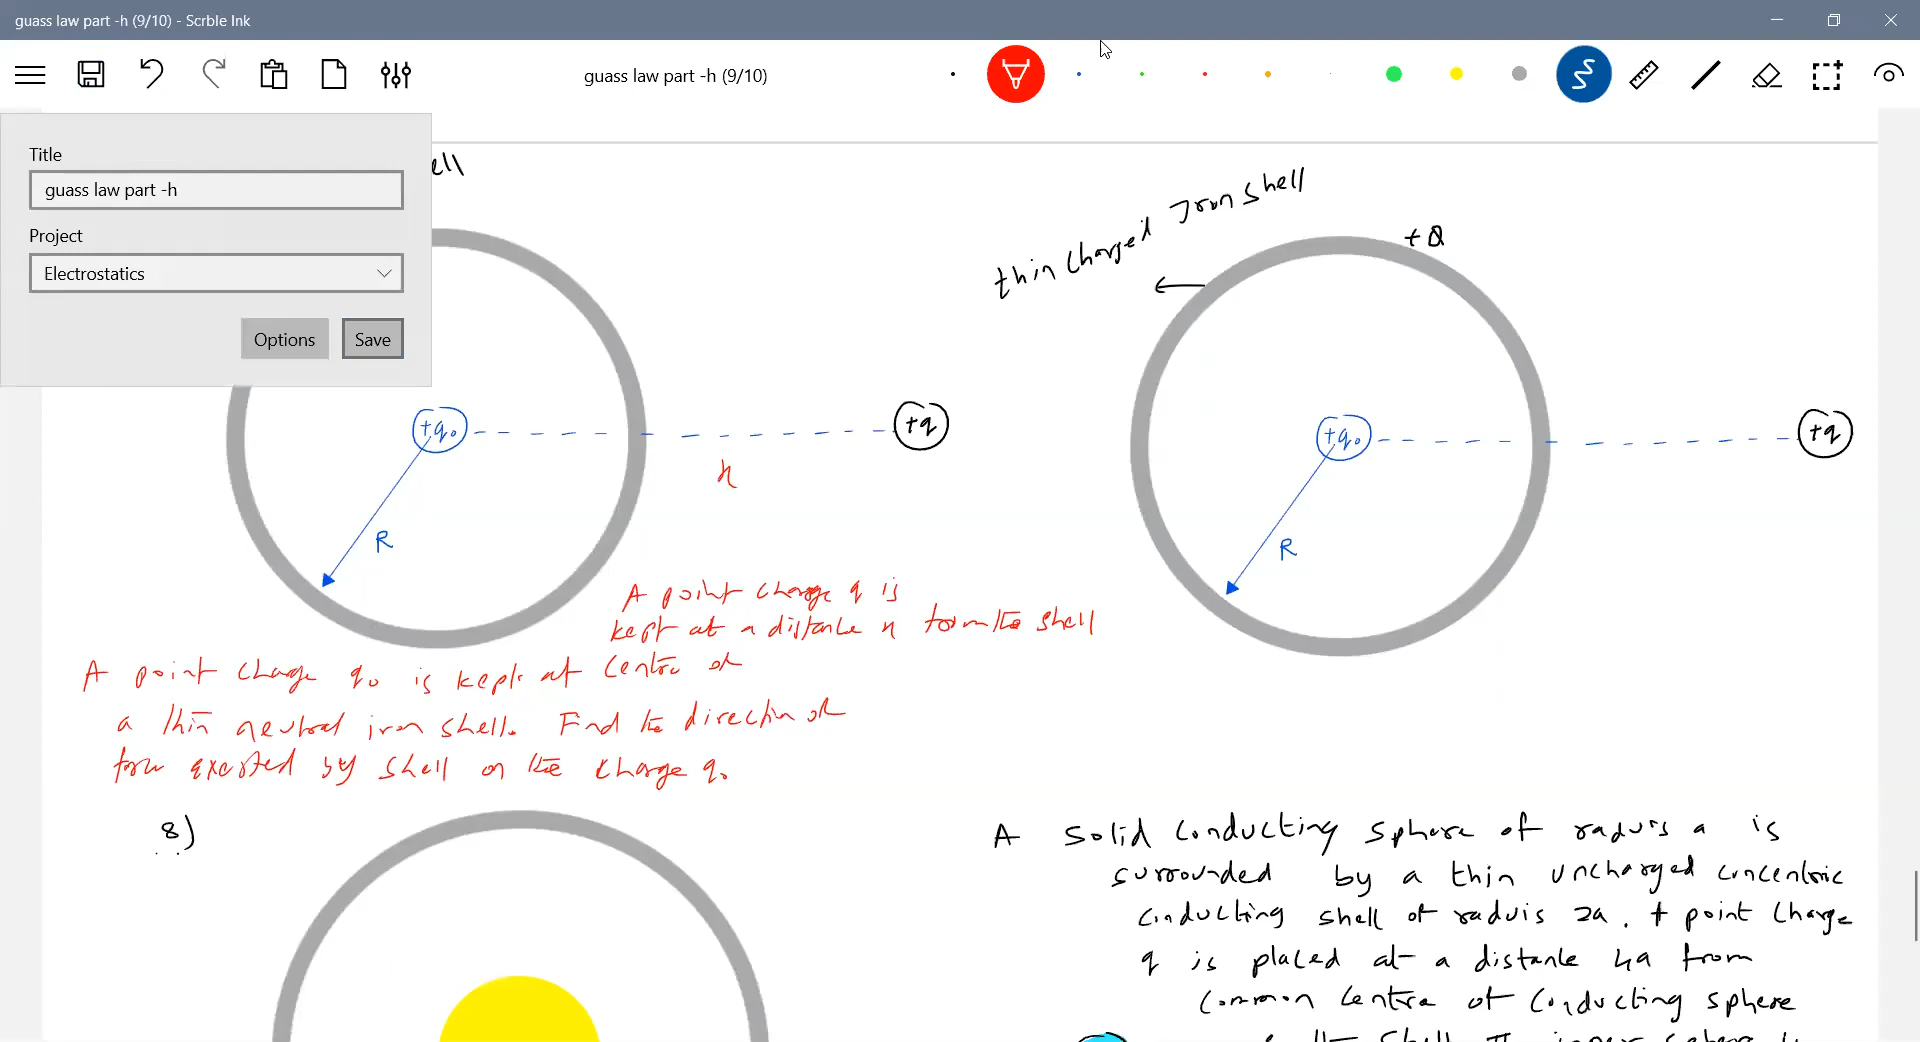 guass law part -h (9/10) - Scrble Ink
guass law part -h (9/10)
Title
guass law part -h
Project
Electrostatics
Options
Save
ell
thin charged Iron shell
+Q
+q₀
+q
x
R
+q₀
+q
R
A point charge q is
kept at a distance x from the shell
A point charge q₀ is kept at centre of
a thin neutral iron shell. Find the direction of
force exerted by shell on the charge q₀
8)
A solid conducting sphere of raduis a is
surrounded by a thin uncharged concentric
conducting shell of raduis 2a. A point charge
q is placed at a distance 4a from
common centre of conducting sphere